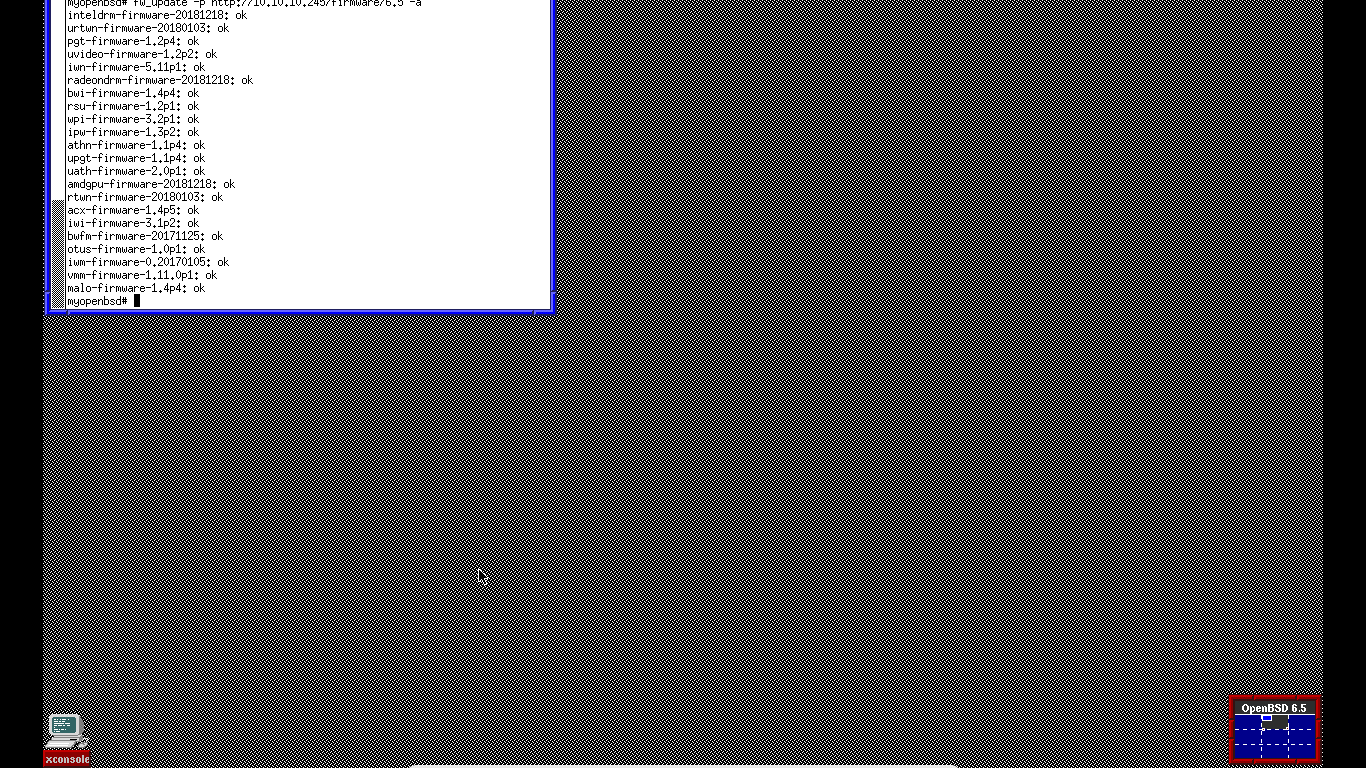 myopenbsd# fw_update -p http://10.10.10.245/firmware/6.5 -a
inteldrm-firmware-20181218: ok
urtwn-firmware-20180103: ok
pgt-firmware-1.2p4: ok
uvideo-firmware-1.2p2: ok
iwn-firmware-5.11p1: ok
radeondrm-firmware-20181218: ok
bwi-firmware-1.4p4: ok
rsu-firmware-1.2p1: ok
wpi-firmware-3.2p1: ok
ipw-firmware-1.3p2: ok
athn-firmware-1.1p4: ok
upgt-firmware-1.1p4: ok
uath-firmware-2.0p1: ok
amdgpu-firmware-20181218: ok
rtwn-firmware-20180103: ok
acx-firmware-1.4p5: ok
iwi-firmware-3.1p2: ok
bwfm-firmware-20171125: ok
otus-firmware-1.0p1: ok
iwm-firmware-0.20170105: ok
vmm-firmware-1.11.0p1: ok
malo-firmware-1.4p4: ok
myopenbsd#
xconsole
OpenBSD 6.5